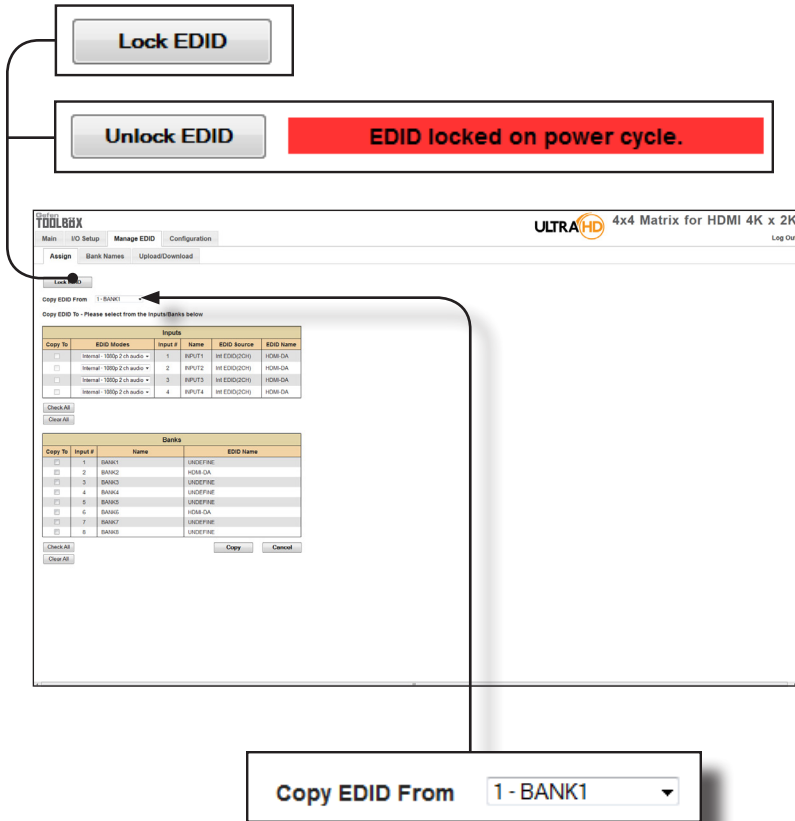 Lock EDID
Unlock EDID
EDID locked on power cycle.
Gefen
TOOLBOX
ULTRA HD
4x4 Matrix for HDMI 4K x 2K
Main I/O Setup Manage EDID Configuration
Log Out
Assign Bank Names Upload/Download
Lock EDID
Copy EDID From 1 - BANK1
Copy EDID To - Please select from the Inputs/Banks below
Inputs
Copy To EDID Modes Input # Name EDID Source EDID Name
Internal - 1080p 2 ch audio 1 INPUT1 Int EDID(2CH) HDMI-DA
Internal - 1080p 2 ch audio 2 INPUT2 Int EDID(2CH) HDMI-DA
Internal - 1080p 2 ch audio 3 INPUT3 Int EDID(2CH) HDMI-DA
Internal - 1080p 2 ch audio 4 INPUT4 Int EDID(2CH) HDMI-DA
Check All
Clear All
Banks
Copy To Input # Name EDID Name
1 BANK1 UNDEFINE
2 BANK2 HDMI-DA
3 BANK3 UNDEFINE
4 BANK4 UNDEFINE
5 BANK5 UNDEFINE
6 BANK6 HDMI-DA
7 BANK7 UNDEFINE
8 BANK8 UNDEFINE
Check All Copy Cancel
Clear All
Copy EDID From 1 - BANK1